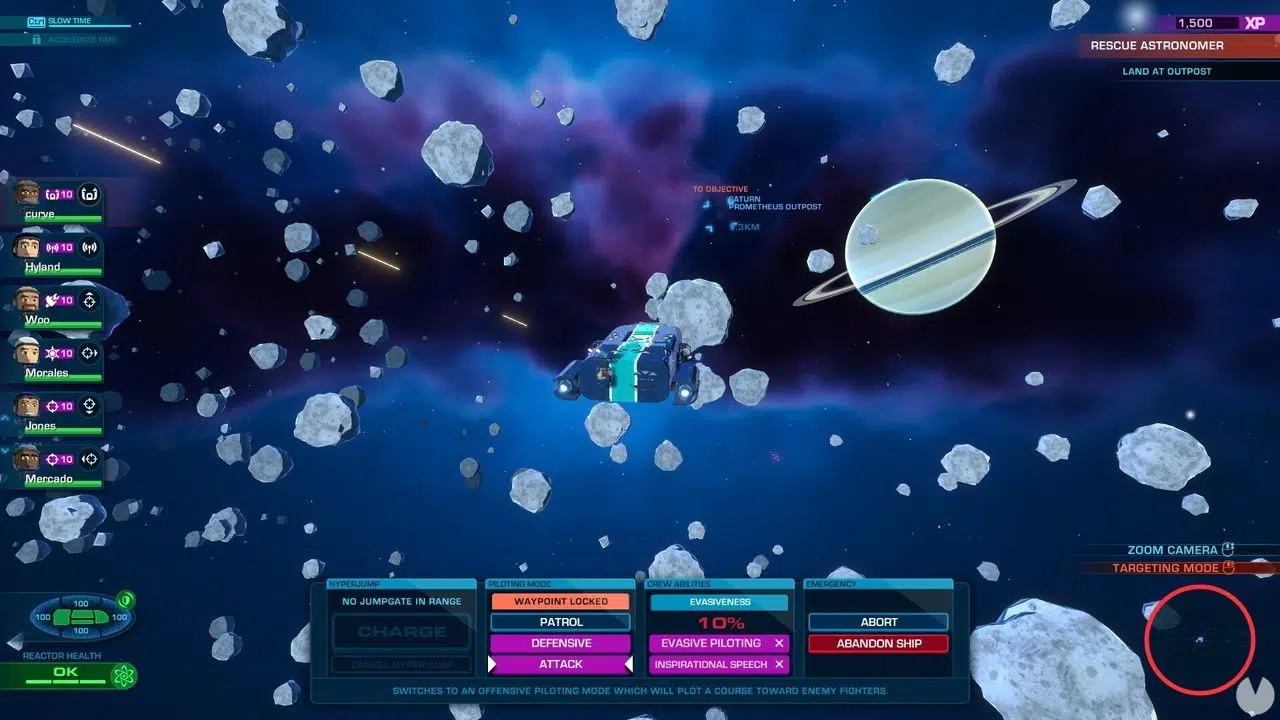 Ctrl SLOW TIME
ACCELERATE TIME
1,500 XP
RESCUE ASTRONOMER
LAND AT OUTPOST
TO OBJECTIVE
SATURN
PROMETHEUS OUTPOST
10
curve
10
Hyland
10
Woo
10
Morales
10
Jones
10
Mercado
ZOOM CAMERA
TARGETING MODE
100
100 100
100
REACTOR HEALTH
OK
HYPERJUMP
NO JUMPGATE IN RANGE
CHARGE
CANCEL HYPERJUMP
PILOTING MODE
WAYPOINT LOCKED
PATROL
DEFENSIVE
ATTACK
CREW ABILITIES
EVASIVENESS
10%
EVASIVE PILOTING X
INSPIRATIONAL SPEECH X
EMERGENCY
ABORT
ABANDON SHIP
SWITCHES TO AN OFFENSIVE PILOTING MODE WHICH WILL PLOT A COURSE TOWARD ENEMY FIGHTERS.